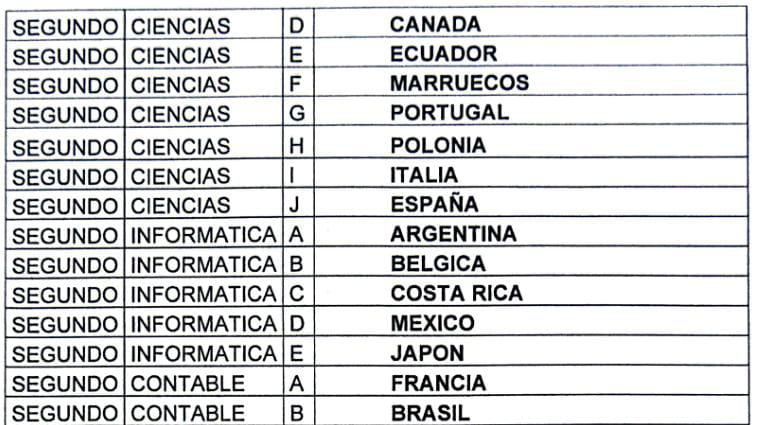 SEGUNDO CIENCIAS D CANADA
SEGUNDO CIENCIAS E ECUADOR
SEGUNDO CIENCIAS F MARRUECOS
SEGUNDO CIENCIAS G PORTUGAL
SEGUNDO CIENCIAS H POLONIA
SEGUNDO CIENCIAS I ITALIA
SEGUNDO CIENCIAS J ESPAÑA
SEGUNDO INFORMATICA A ARGENTINA
SEGUNDO INFORMATICA B BELGICA
SEGUNDO INFORMATICA C COSTA RICA
SEGUNDO INFORMATICA D MEXICO
SEGUNDO INFORMATICA E JAPON
SEGUNDO CONTABLE A FRANCIA
SEGUNDO CONTABLE B BRASIL